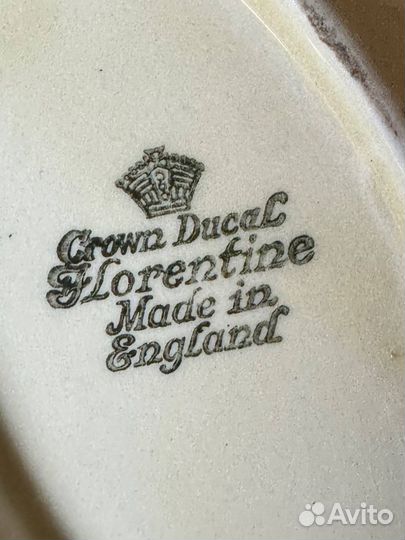 Crown Ducal
Florentine
Made in
England
Avito